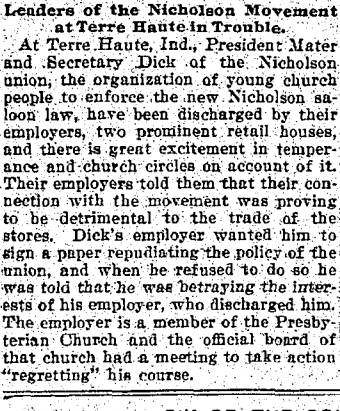 Leaders of the Nicholson Movement
at Terre Haute in Trouble.
At Terre Haute, Ind., President Mater
and Secretary Dick of the Nicholson
union, the organization of young church
people to enforce the new Nicholson sa-
loon law, have been discharged by their
employers, two prominent retail houses,
and there is great excitement in temper-
ance and church circles on account of it.
Their employers told them that their con-
nection with the movement was proving
to be detrimental to the trade of the
stores. Dick's employer wanted him to
sign a paper repudiating the policy of the
union, and when he refused to do so he
was told that he was betraying the inter-
ests of his employer, who discharged him.
The employer is a member of the Presby-
terian Church and the official board of
that church had a meeting to take action
"regretting" his course.